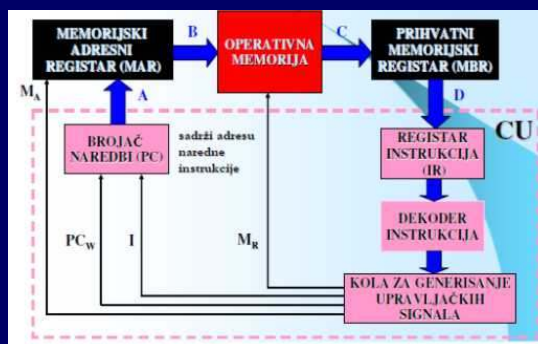 MEMORIJSKI
ADRESNI
REGISTAR (MAR)
B
OPERATIVNA
MEMORIJA
C
PRIHVATNI
MEMORIJSKI
REGISTAR (MBR)
MA
A
D
CU
BROJAČ
NAREDBI (PC)
sadrži adresu
naredne
instrukcije
REGISTAR
INSTRUKCIJA
(IR)
DEKODER
INSTRUKCIJA
PCW
I
MR
KOLA ZA GENERISANJE
UPRAVLJAČKIH
SIGNALA